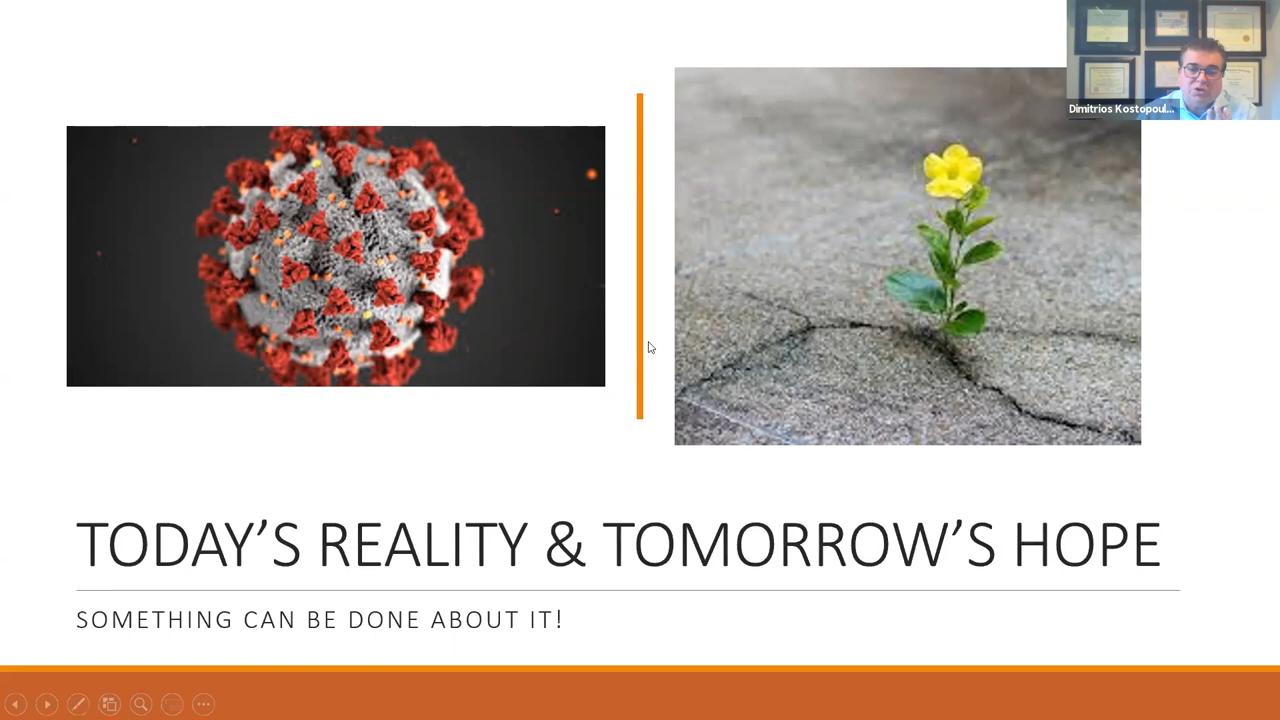 Dimitrios Kostopoul...
TODAY’S REALITY & TOMORROW’S HOPE
SOMETHING CAN BE DONE ABOUT IT!